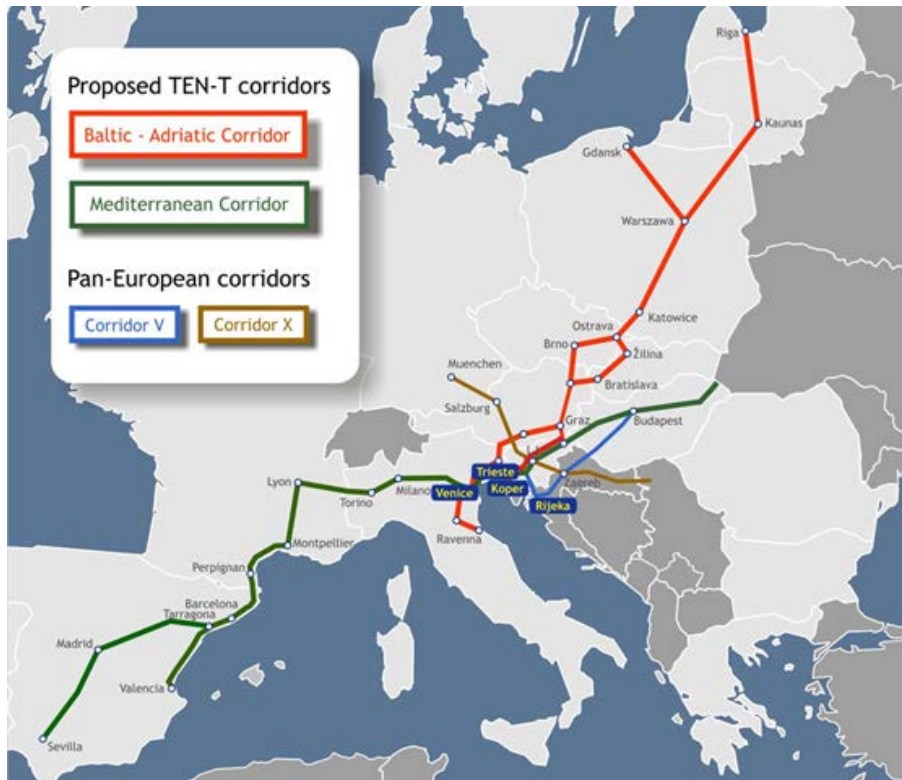 Proposed TEN-T corridors
Baltic - Adriatic Corridor
Mediterranean Corridor
Pan-European corridors
Corridor V
Corridor X
Riga
Kaunas
Gdansk
Warszawa
Katowice
Ostrava
Brno
Žilina
Muenchen
Bratislava
Salzburg
Graz
Budapest
Trieste
Zagreb
Koper
Lyon
Milano
Venice
Torino
Rijeka
Ravenna
Montpellier
Perpignan
Barcelona
Tarragona
Madrid
Valencia
Sevilla